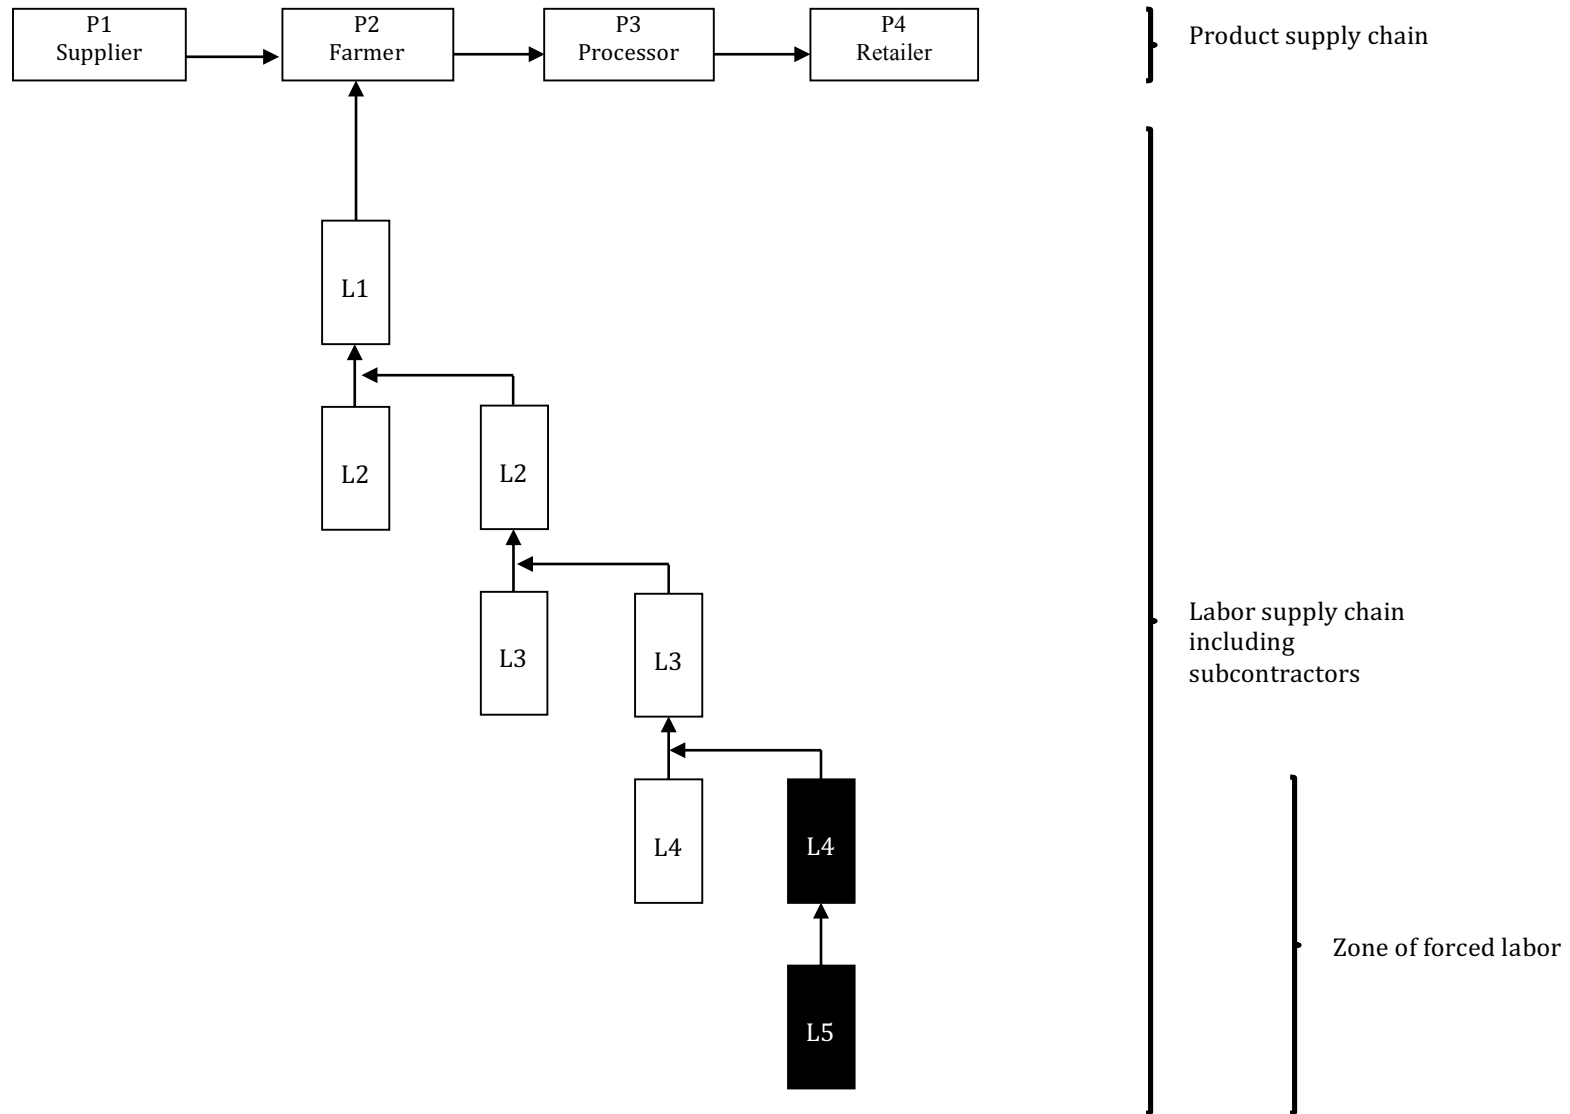 P1
Supplier
P2
Farmer
P3
Processor
P4
Retailer
Product supply chain
L1
L2
L2
Labor supply chain
including
subcontractors
L3
L3
L4
L4
Zone of forced labor
L5